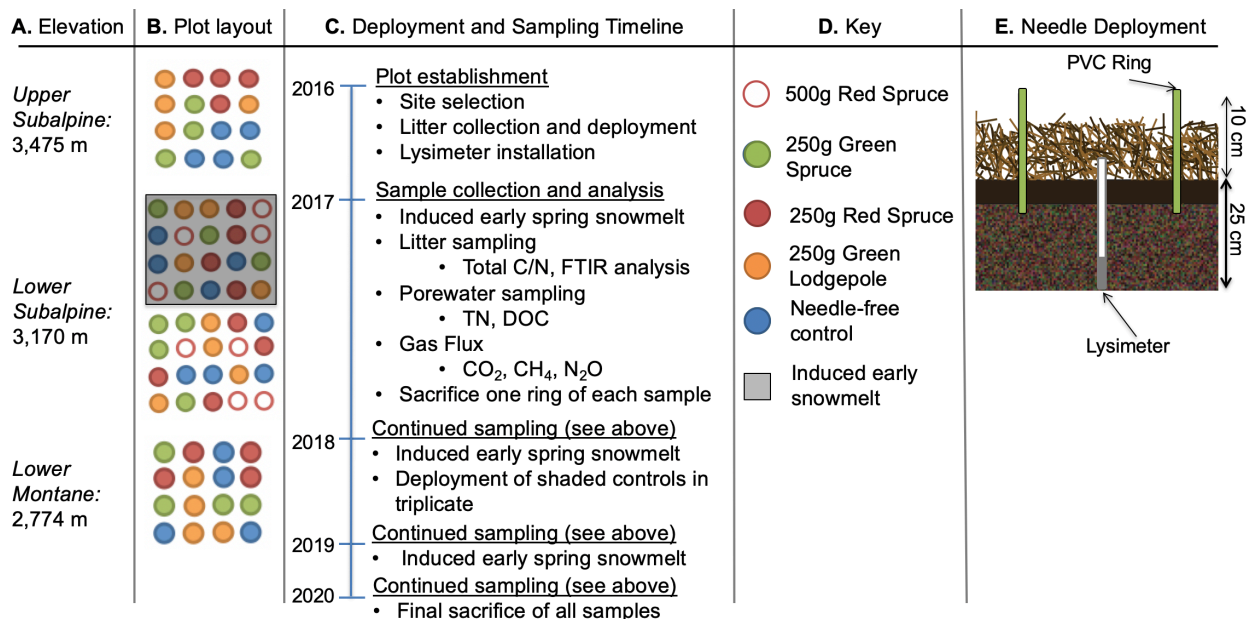 A. Elevation
B. Plot layout
C. Deployment and Sampling Timeline
D. Key
E. Needle Deployment
Upper
Subalpine:
3,475 m
Lower
Subalpine:
3,170 m
Lower
Montane:
2,774 m
2016
Plot establishment
• Site selection
• Litter collection and deployment
• Lysimeter installation
2017
Sample collection and analysis
• Induced early spring snowmelt
• Litter sampling
• Total C/N, FTIR analysis
• Porewater sampling
• TN, DOC
• Gas Flux
• CO₂, CH₄, N₂O
• Sacrifice one ring of each sample
2018
Continued sampling (see above)
• Induced early spring snowmelt
• Deployment of shaded controls in
triplicate
2019
Continued sampling (see above)
• Induced early spring snowmelt
2020
Continued sampling (see above)
• Final sacrifice of all samples
500g Red Spruce
250g Green
Spruce
250g Red Spruce
250g Green
Lodgepole
Needle-free
control
Induced early
snowmelt
PVC Ring
10 cm
25 cm
Lysimeter